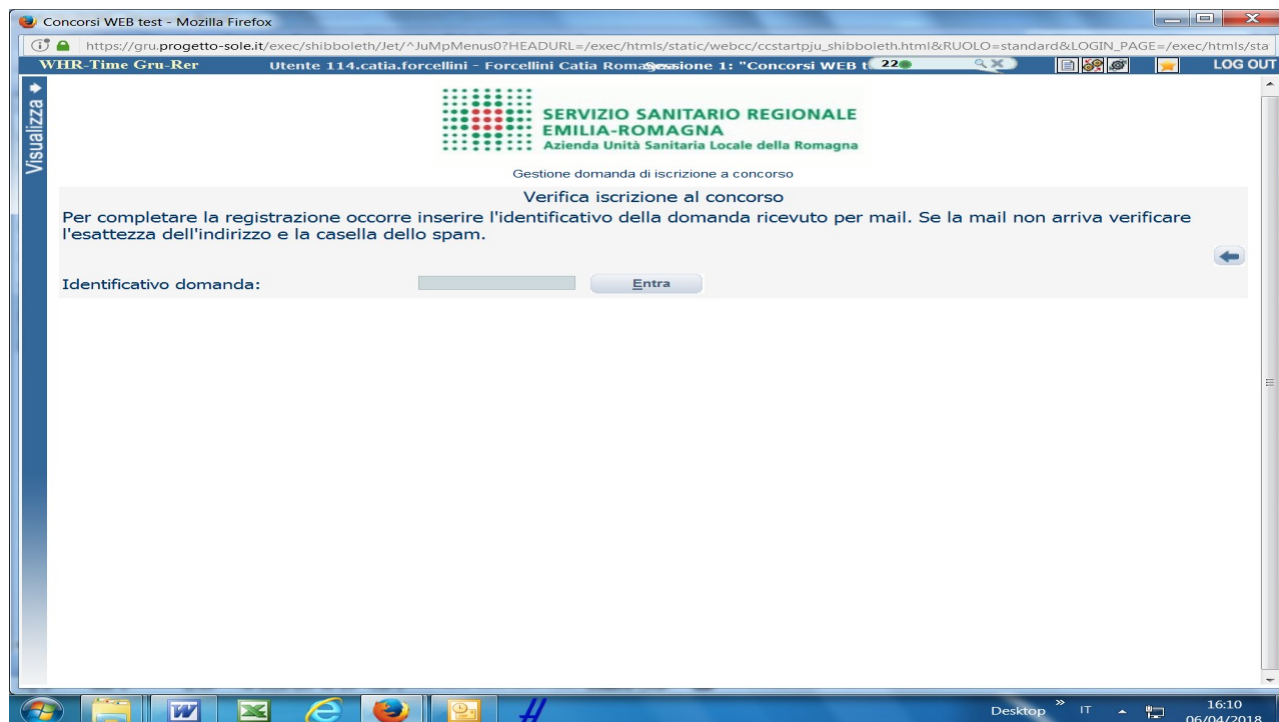 Concorsi WEB test - Mozilla Firefox
https://gru.progetto-sole.it/exec/shibboleth/Jet/^JuMpMenus0?HEADURL=/exec/htmls/static/webcc/ccstartpju_shibboleth.html&RUOLO=standard&LOGIN_PAGE=/exec/htmls/sta
WHR-Time Gru-Rer Utente 114.catia.forcellini - Forcellini Catia 1: "Concorsi WEB t 22 LOG OUT
Visualizza
SERVIZIO SANITARIO REGIONALE
EMILIA-ROMAGNA
Azienda Unità Sanitaria Locale della Romagna
Gestione domanda di iscrizione a concorso
Verifica iscrizione al concorso
Per completare la registrazione occorre inserire l'identificativo della domanda ricevuto per mail. Se la mail non arriva verificare
l'esattezza dell'indirizzo e la casella dello spam.
Identificativo domanda: Entra
Desktop » IT 16:10
06/04/2018